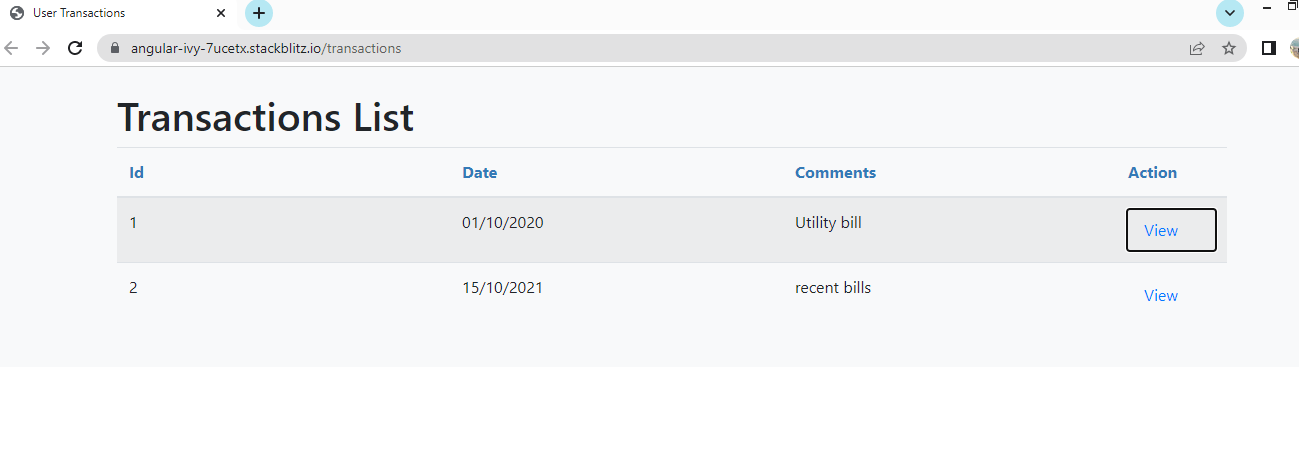 User Transactions
angular-ivy-7ucetx.stackblitz.io/transactions
Transactions List
Id Date Comments Action
1 01/10/2020 Utility bill View
2 15/10/2021 recent bills View